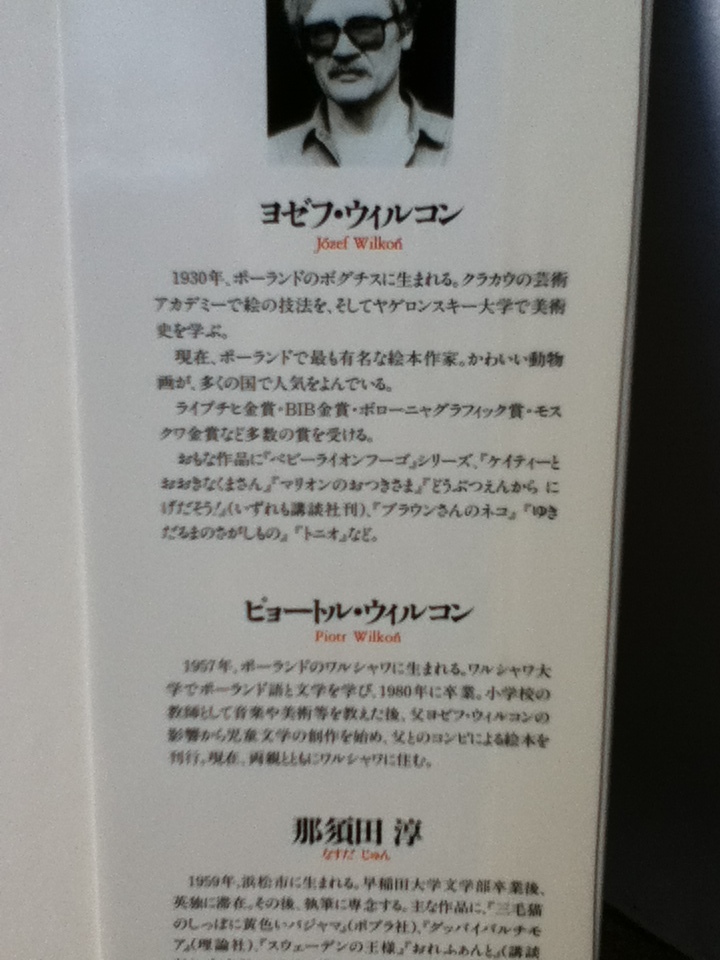 ヨゼフ・ウィルコン
Józef Wilkoń
1930年、ポーランドのボグチスに生まれる。クラカウの芸術
アカデミーで絵の技法を、そしてヤゲロンスキー大学で美術
史を学ぶ。
現在、ポーランドで最も有名な絵本作家。かわいい動物
画が、多くの国で人気をよんでいる。
ライプチヒ金賞・BIB金賞・ボローニャグラフィック賞・モス
クワ金賞など多数の賞を受ける。
おもな作品に『ベビーライオンフーゴ』シリーズ、『ケイティーと
おおきなくまさん』『マリオンのおつきさま』『どうぶつえんから に
げだそう!』(いずれも講談社刊)、『ブラウンさんのネコ』『ゆき
だるまのさがしもの』『トニオ』など。
ピョートル・ウィルコン
Piotr Wilkoń
1957年、ポーランドのワルシャワに生まれる。ワルシャワ大
学でポーランド語と文学を学び、1980年に卒業。小学校の
教師として音楽や美術等を教えた後、父ヨゼフ・ウィルコンの
影響から児童文学の創作を始め、父とのコンビによる絵本を
刊行。現在、両親とともにワルシャワに住む。
那須田 淳
なすだ じゅん
1959年、浜松市に生まれる。早稲田大学文学部卒業後、
英独に滞在。その後、執筆に専念する。主な作品に、『三毛猫
のしっぽに黄色いパジャマ』(ポプラ社)、『グッバイバルチモ
ア』(理論社)、『スウェーデンの王様』『おれふぁんと』(講談